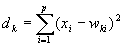 d_k = \sum_{i=1}^{p} (x_i - w_{ki})^2